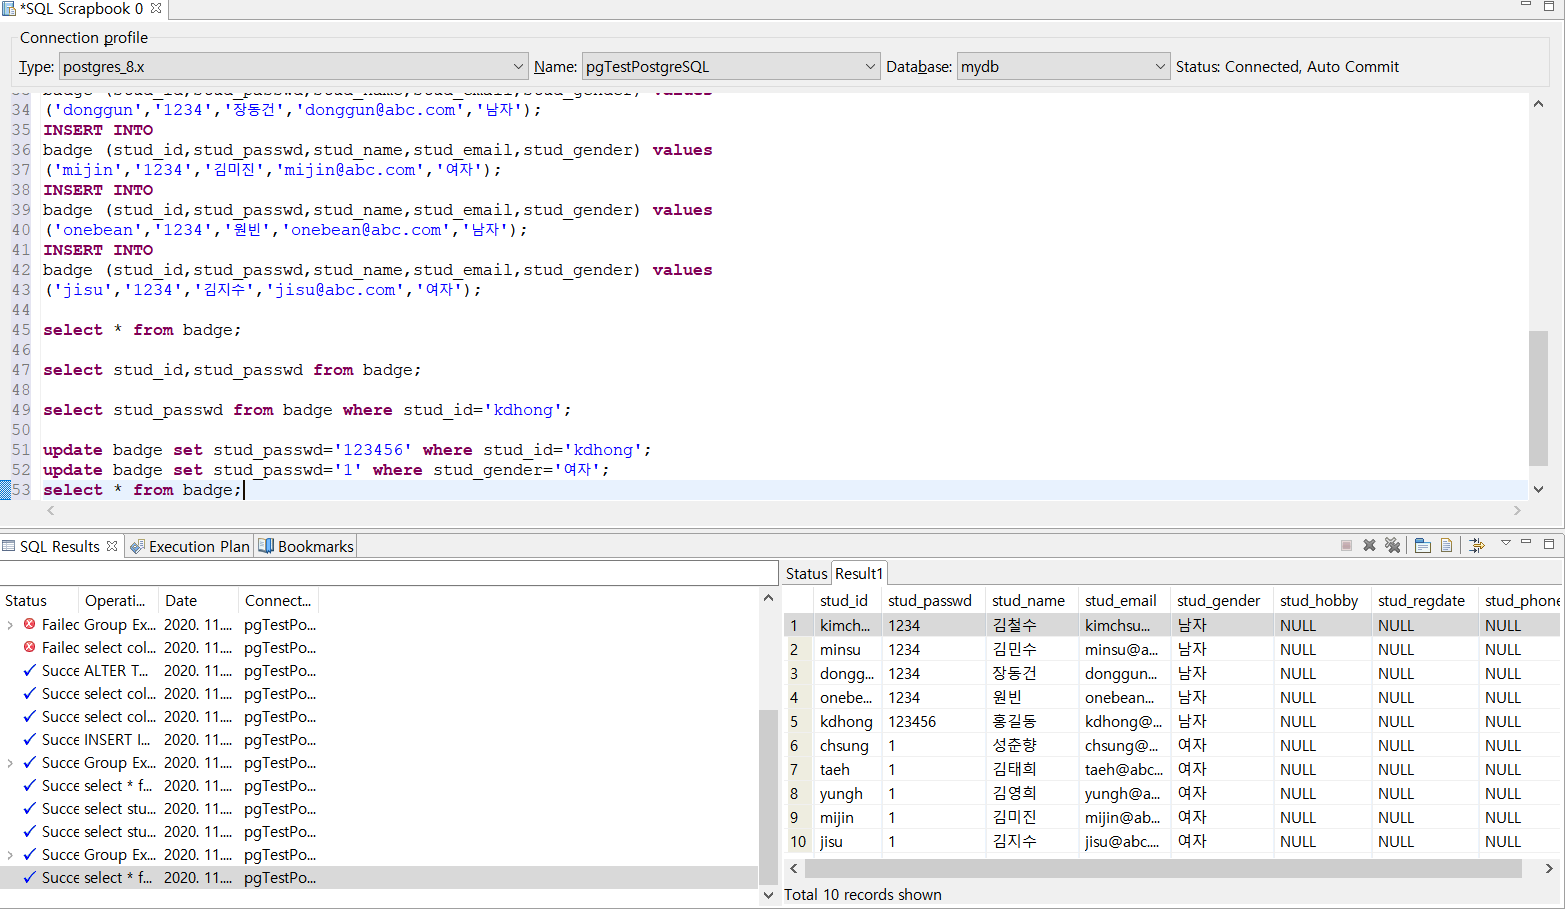 *SQL Scrapbook 0
Connection profile
Type: postgres_8.x Name: pgTestPostgreSQL Database: mydb Status: Connected, Auto Commit
33 badge (stud_id,stud_passwd,stud_name,stud_email,stud_gender) values
34 ('donggun','1234','장동건','donggun@abc.com','남자');
35 INSERT INTO
36 badge (stud_id,stud_passwd,stud_name,stud_email,stud_gender) values
37 ('mijin','1234','김미진','mijin@abc.com','여자');
38 INSERT INTO
39 badge (stud_id,stud_passwd,stud_name,stud_email,stud_gender) values
40 ('onebean','1234','원빈','onebean@abc.com','남자');
41 INSERT INTO
42 badge (stud_id,stud_passwd,stud_name,stud_email,stud_gender) values
43 ('jisu','1234','김지수','jisu@abc.com','여자');
44
45 select * from badge;
46
47 select stud_id,stud_passwd from badge;
48
49 select stud_passwd from badge where stud_id='kdhong';
50
51 update badge set stud_passwd='123456' where stud_id='kdhong';
52 update badge set stud_passwd='1' where stud_gender='여자';
53 select * from badge;
SQL Results Execution Plan Bookmarks
Status Operati... Date Connect...
Failec Group Ex... 2020. 11.... pgTestPo...
Failec select col... 2020. 11.... pgTestPo...
Succe ALTER T... 2020. 11.... pgTestPo...
Succe select col... 2020. 11.... pgTestPo...
Succe select col... 2020. 11.... pgTestPo...
Succe INSERT I... 2020. 11.... pgTestPo...
Succe Group Ex... 2020. 11.... pgTestPo...
Succe select * f... 2020. 11.... pgTestPo...
Succe select stu... 2020. 11.... pgTestPo...
Succe select stu... 2020. 11.... pgTestPo...
Succe Group Ex... 2020. 11.... pgTestPo...
Succe select * f... 2020. 11.... pgTestPo...
Status Result1
stud_id stud_passwd stud_name stud_email stud_gender stud_hobby stud_regdate stud_phone
1 kimch... 1234 김철수 kimchsu... 남자 NULL NULL NULL
2 minsu 1234 김민수 minsu@a... 남자 NULL NULL NULL
3 dongg... 1234 장동건 donggun... 남자 NULL NULL NULL
4 onebe... 1234 원빈 onebean... 남자 NULL NULL NULL
5 kdhong 123456 홍길동 kdhong@... 남자 NULL NULL NULL
6 chsung 1 성준향 chsung@... 여자 NULL NULL NULL
7 taeh 1 김태희 taeh@abc... 여자 NULL NULL NULL
8 yungh 1 김영희 yungh@a... 여자 NULL NULL NULL
9 mijin 1 김미진 mijin@ab... 여자 NULL NULL NULL
10 jisu 1 김지수 jisu@abc.... 여자 NULL NULL NULL
Total 10 records shown